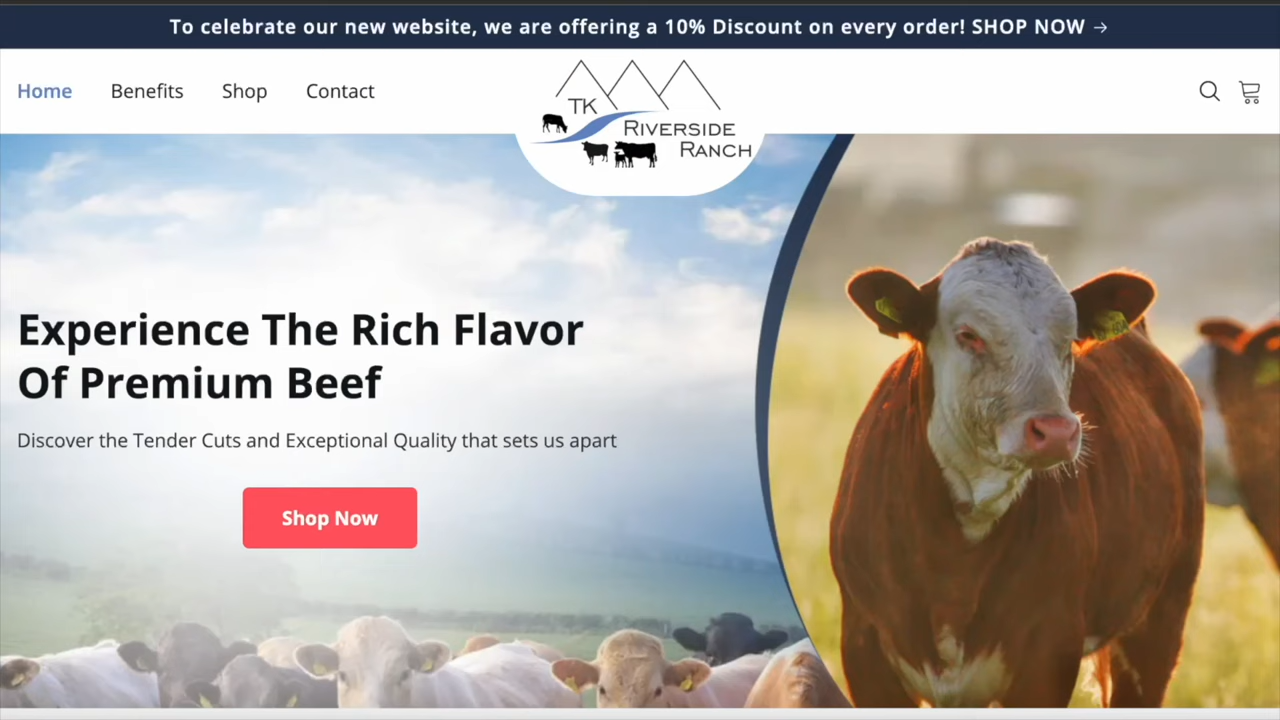 To celebrate our new website, we are offering a 10% Discount on every order! SHOP NOW →
Home Benefits Shop Contact
TK
RIVERSIDE
RANCH
Experience The Rich Flavor
Of Premium Beef
Discover the Tender Cuts and Exceptional Quality that sets us apart
Shop Now